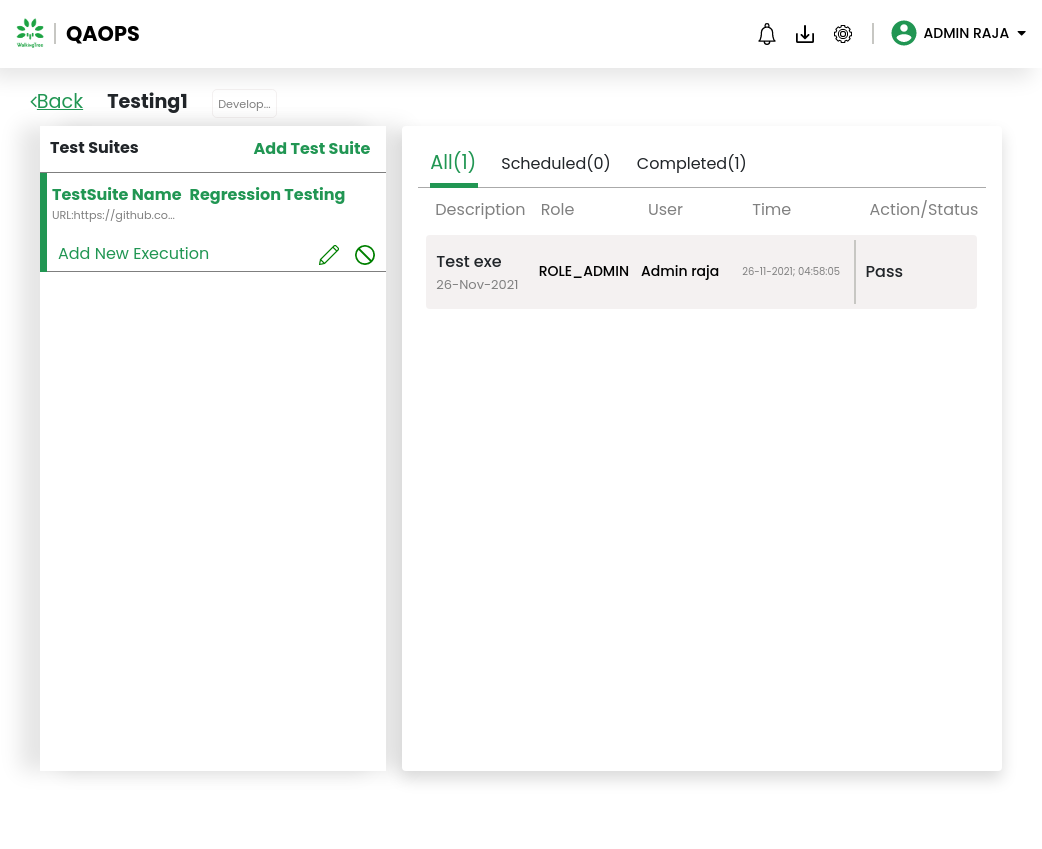 WalkingTree
QAOPS
ADMIN RAJA
Back
Testing1
Develop...
Test Suites
Add Test Suite
TestSuite Name Regression Testing
URL:https://github.co...
Add New Execution
All(1)
Scheduled(0)
Completed(1)
Description Role User Time Action/Status
Test exe
26-Nov-2021
ROLE_ADMIN
Admin raja
26-11-2021; 04:58:05
Pass